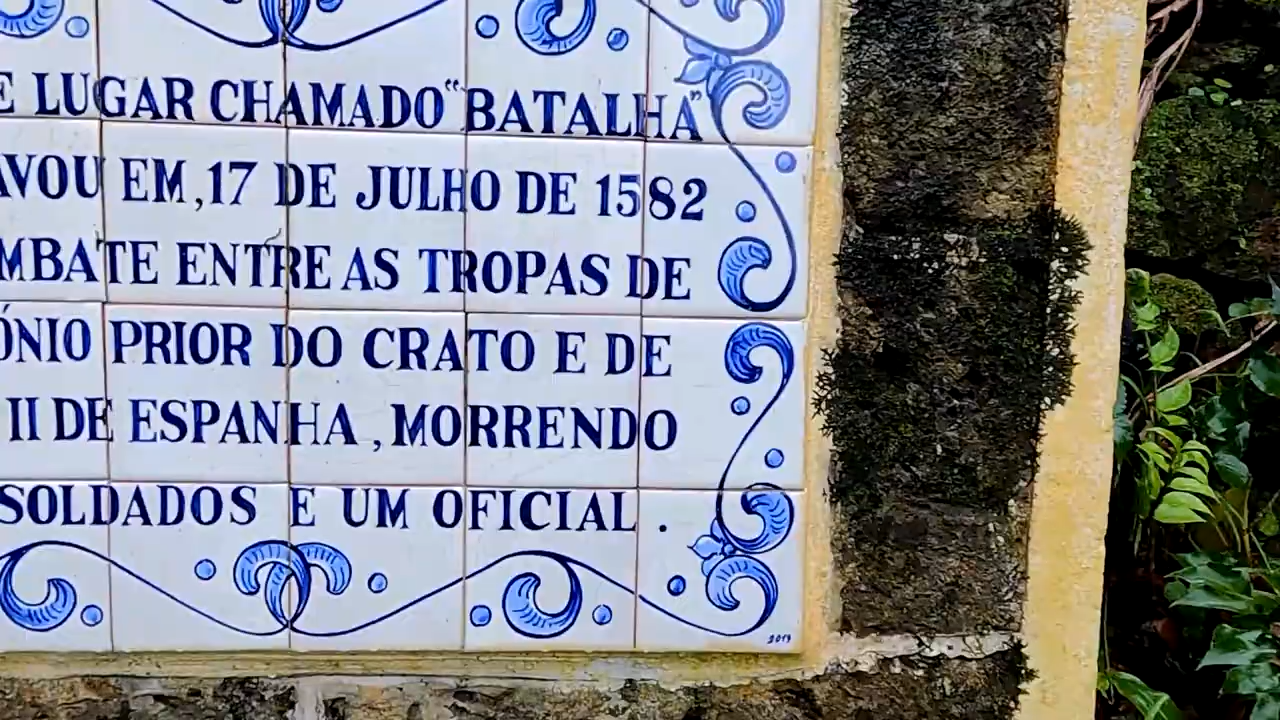 E LUGAR CHAMADO “BATALHA”
AVOU EM, 17 DE JULHO DE 1582
MBATE ENTRE AS TROPAS DE
ÓNIO PRIOR DO CRATO E DE
II DE ESPANHA, MORRENDO
SOLDADOS E UM OFICIAL.
2019